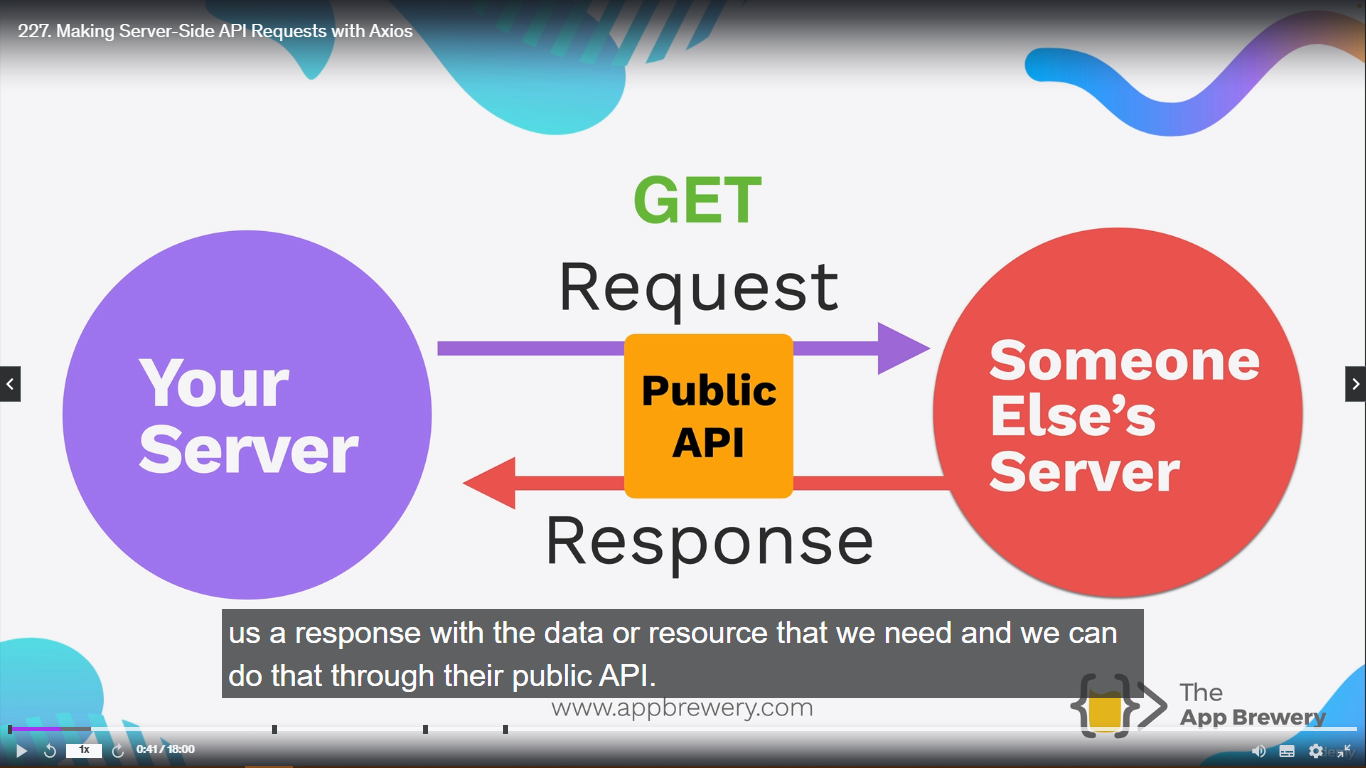 227. Making Server-Side API Requests with Axios
GET
Request
Your
Server
Public
API
Someone
Else's
Server
Response
us a response with the data or resource that we need and we can
do that through their public API.
www.appbrewery.com
The
App Brewery
1x
0:41 / 18:00